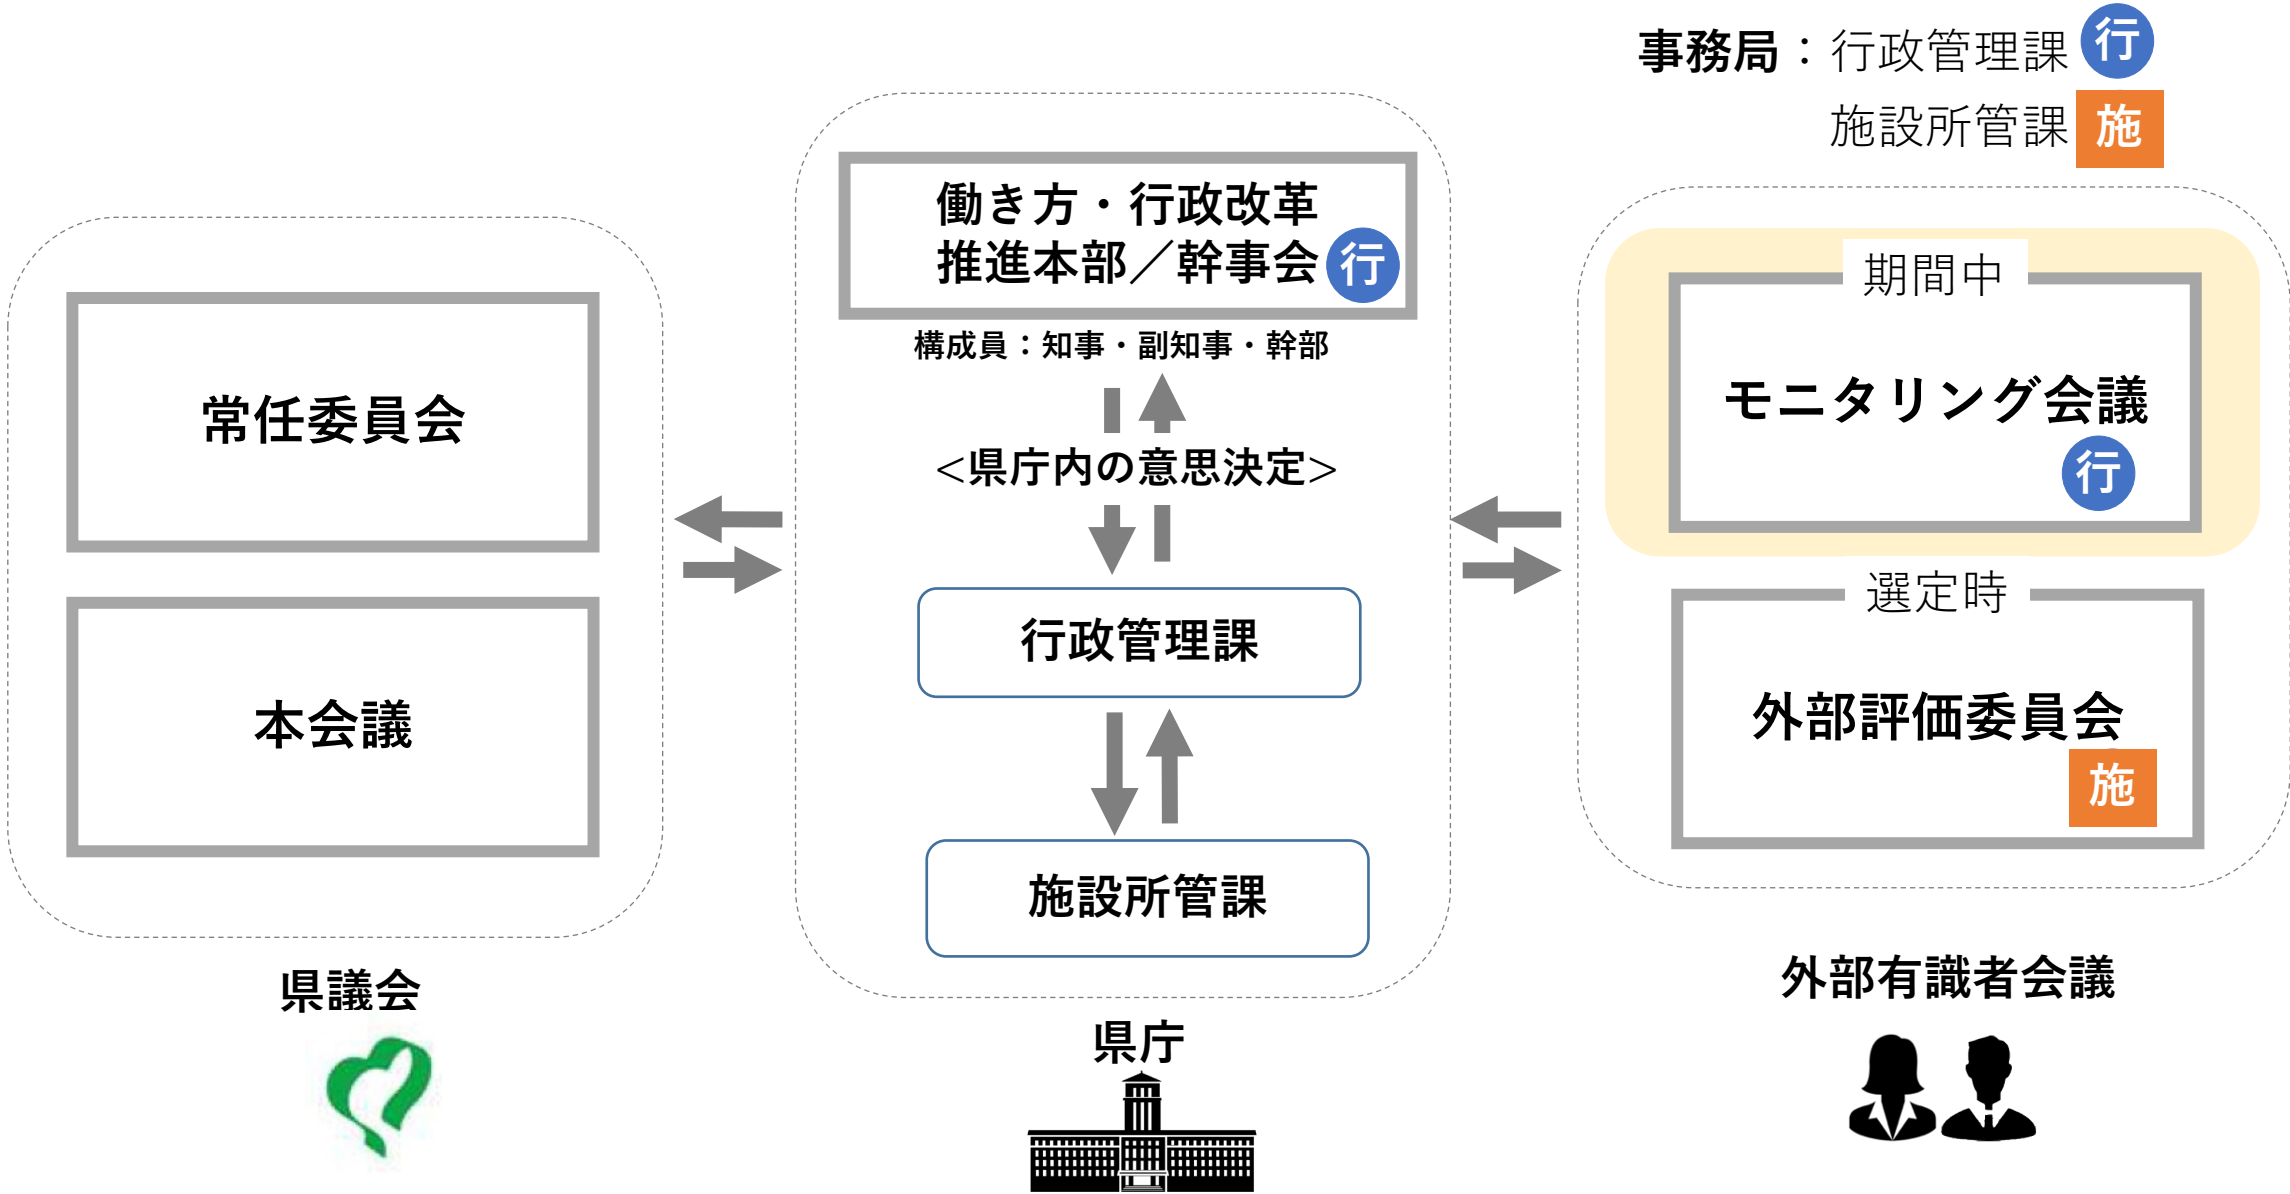 事務局：行政管理課 行
施設所管課 施
常任委員会
本会議
県議会
働き方・行政改革
推進本部／幹事会 行
構成員：知事・副知事・幹部
<県庁内の意思決定>
行政管理課
施設所管課
県庁
期間中
モニタリング会議
行
選定時
外部評価委員会
施
外部有識者会議